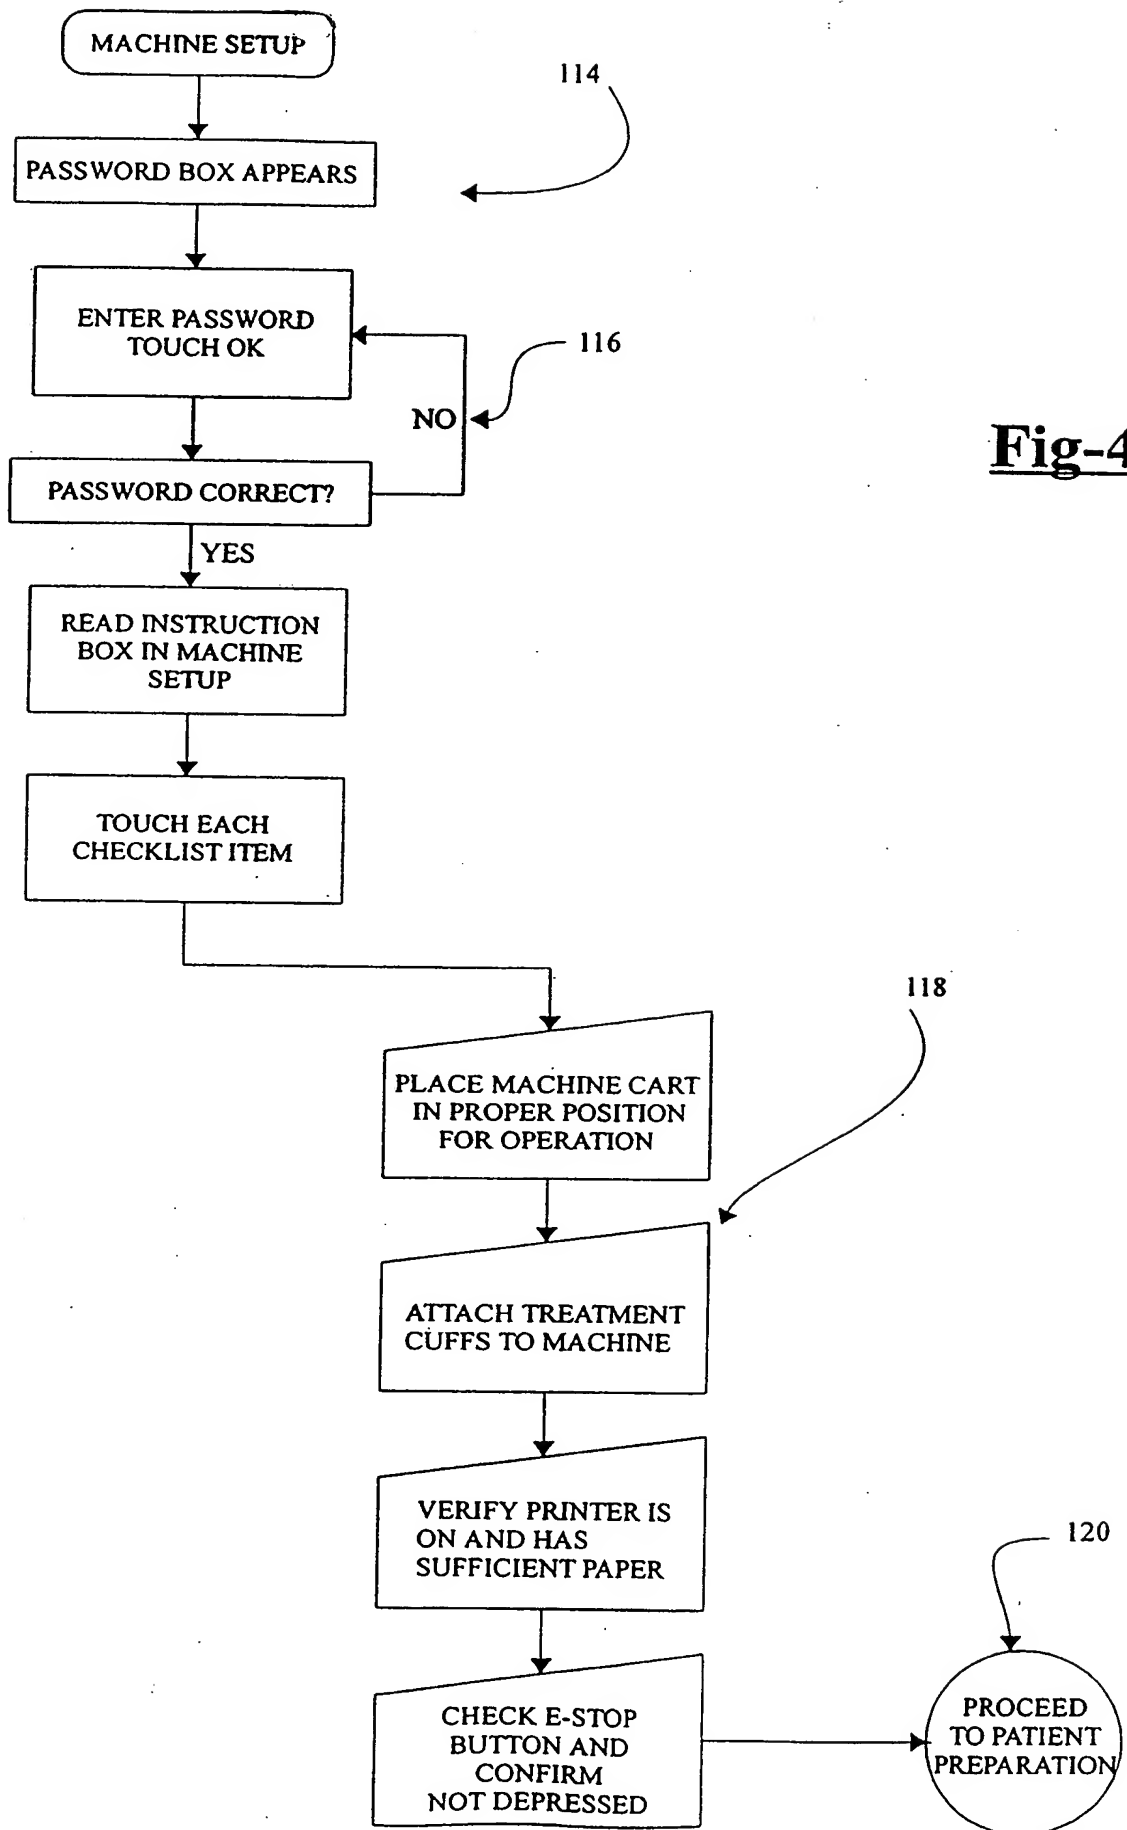 MACHINE SETUP
114
PASSWORD BOX APPEARS
ENTER PASSWORD
TOUCH OK
116
NO
Fig-4
PASSWORD CORRECT?
YES
READ INSTRUCTION
BOX IN MACHINE
SETUP
TOUCH EACH
CHECKLIST ITEM
118
PLACE MACHINE CART
IN PROPER POSITION
FOR OPERATION
ATTACH TREATMENT
CUFFS TO MACHINE
VERIFY PRINTER IS
ON AND HAS
SUFFICIENT PAPER
120
CHECK E-STOP
BUTTON AND
CONFIRM
NOT DEPRESSED
PROCEED
TO PATIENT
PREPARATION